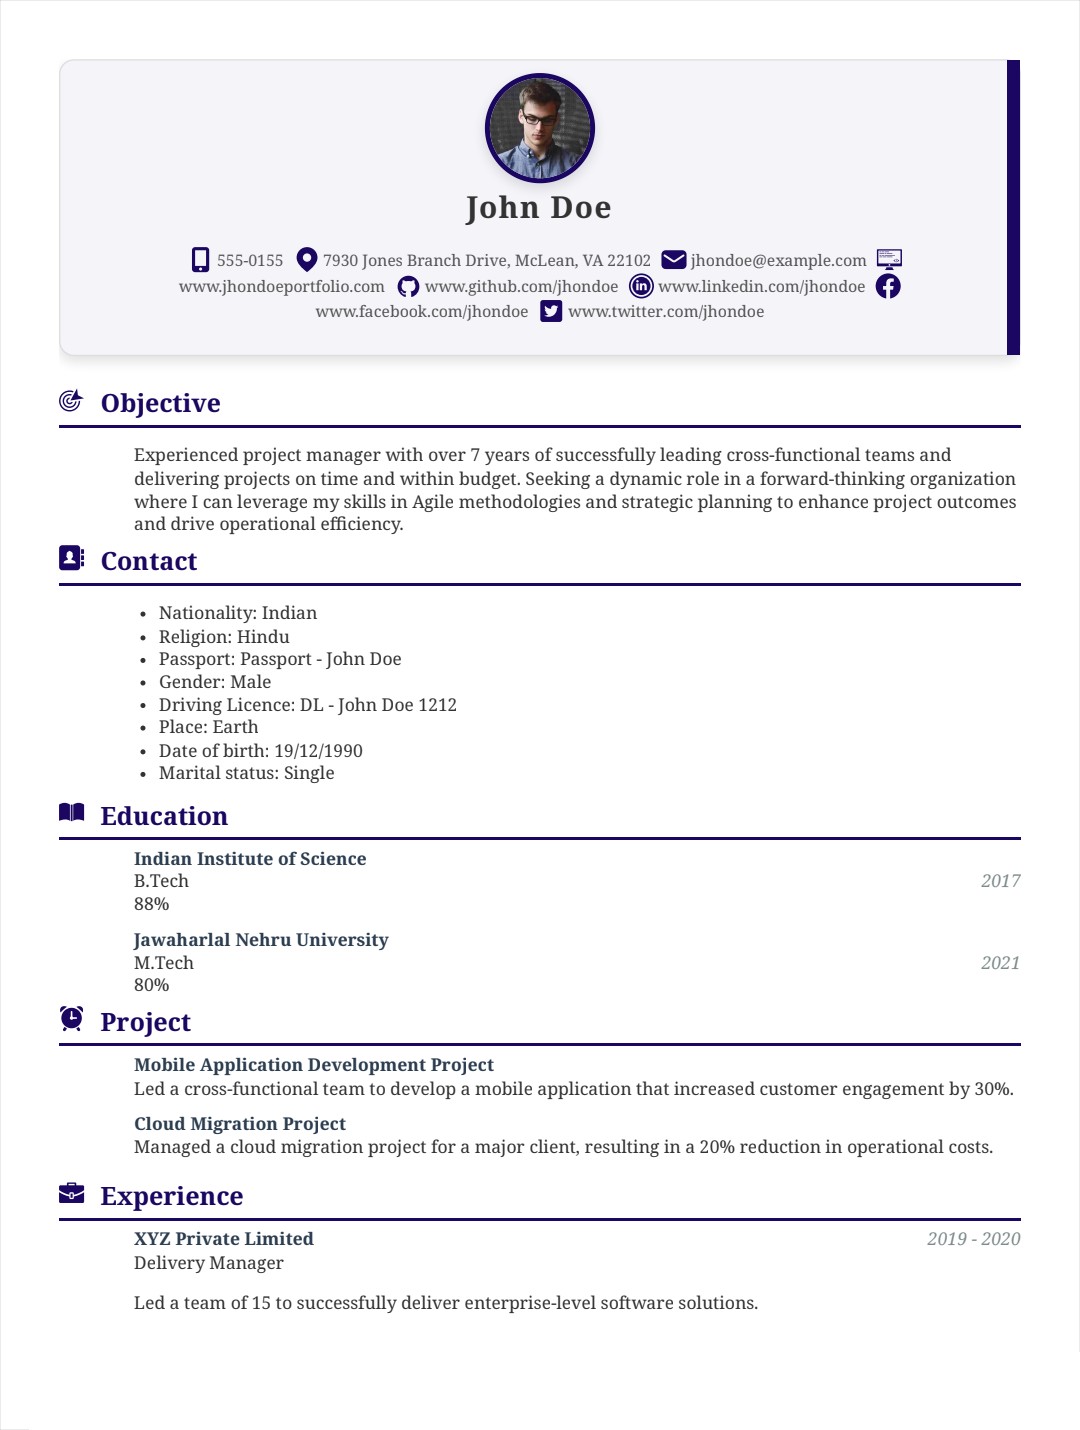 John Doe
555-0155 7930 Jones Branch Drive, McLean, VA 22102 jhondoe@example.com
www.jhondoeportfolio.com www.github.com/jhondoe www.linkedin.com/jhondoe
www.facebook.com/jhondoe www.twitter.com/jhondoe
Objective
Experienced project manager with over 7 years of successfully leading cross-functional teams and
delivering projects on time and within budget. Seeking a dynamic role in a forward-thinking organization
where I can leverage my skills in Agile methodologies and strategic planning to enhance project outcomes
and drive operational efficiency.
Contact
• Nationality: Indian
• Religion: Hindu
• Passport: Passport - John Doe
• Gender: Male
• Driving Licence: DL - John Doe 1212
• Place: Earth
• Date of birth: 19/12/1990
• Marital status: Single
Education
Indian Institute of Science
B.Tech 2017
88%
Jawaharlal Nehru University
M.Tech 2021
80%
Project
Mobile Application Development Project
Led a cross-functional team to develop a mobile application that increased customer engagement by 30%.
Cloud Migration Project
Managed a cloud migration project for a major client, resulting in a 20% reduction in operational costs.
Experience
XYZ Private Limited 2019 - 2020
Delivery Manager
Led a team of 15 to successfully deliver enterprise-level software solutions.